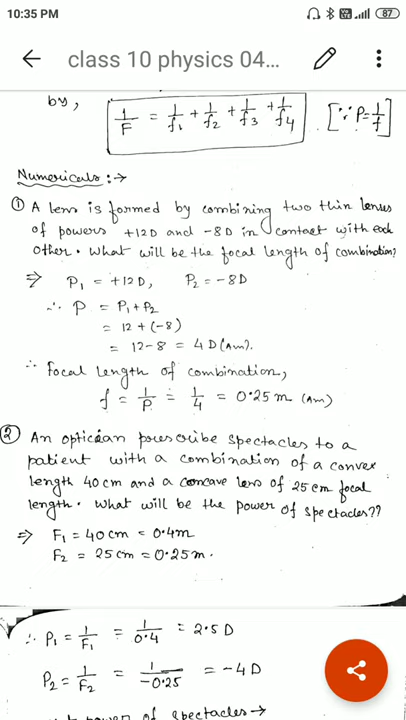 10:35 PM 87
class 10 physics 04...
by, 1/F = 1/f1 + 1/f2 + 1/f3 + 1/f4 [∵ P = 1/f]
Numericals :→
① A lens is formed by combining two thin lenses
of powers +12D and -8D in contact with each
other. What will be the focal length of combination?
⇒ P1 = +12D, P2 = -8D
∴ P = P1 + P2
= 12 + (-8)
= 12 - 8 = 4 D (Am).
∴ Focal Length of combination,
f = 1/P = 1/4 = 0.25 m (Am)
② An optician prescribe spectacles to a
patient with a combination of a convex
length 40 cm and a concave lens of 25 cm focal
length. What will be the power of spectacles??
⇒ F1 = 40 cm = 0.4m
F2 = 25 cm = 0.25 m.
∴ P1 = 1/F1 = 1/0.4 = 2.5 D
P2 = 1/F2 = 1/-0.25 = -4D
power of spectacles →